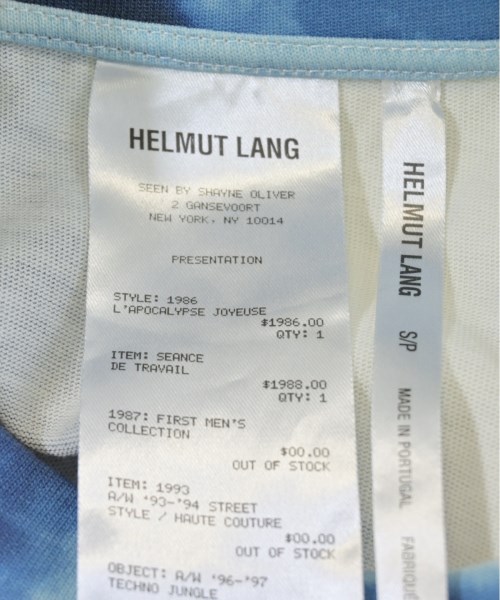 HELMUT LANG
SEEN BY SHAYNE OLIVER
2 GANSEVOORT
NEW YORK, NY 10014
PRESENTATION
STYLE: 1986
L'APOCALYPSE JOYEUSE
$1986.00
QTY: 1
ITEM: SEANCE
DE TRAVAIL
$1988.00
QTY: 1
1987: FIRST MEN'S
COLLECTION
$00.00
OUT OF STOCK
ITEM: 1993
A/W '93-'94 STREET
STYLE / HAUTE COUTURE
$00.00
OUT OF STOCK
OBJECT: A/W '96-'97
TECHNO JUNGLE
HELMUT LANG S/P MADE IN PORTUGAL FABRIQUE